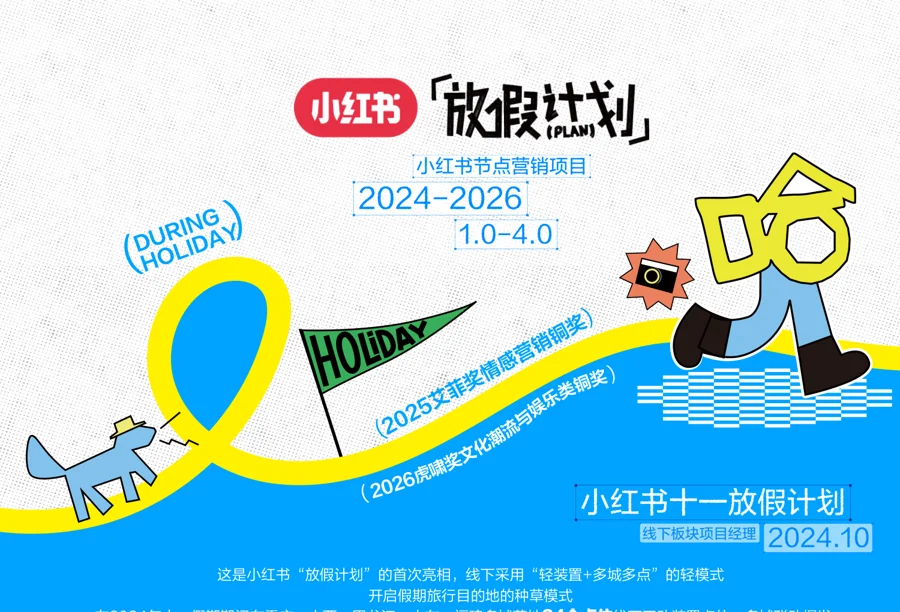 小红书「放假计划」
(PLAN)
小红书节点营销项目
2024-2026
1.0-4.0
(DURING
HOLIDAY)
HOLiDAY
(2025艾菲奖情感营销铜奖)
(2026虎啸奖文化潮流与娱乐类铜奖)
小红书十一放假计划
线下板块项目经理 2024.10
这是小红书“放假计划”的首次亮相，线下采用“轻装置+多城多点”的轻模式
开启假期旅行目的地的种草模式